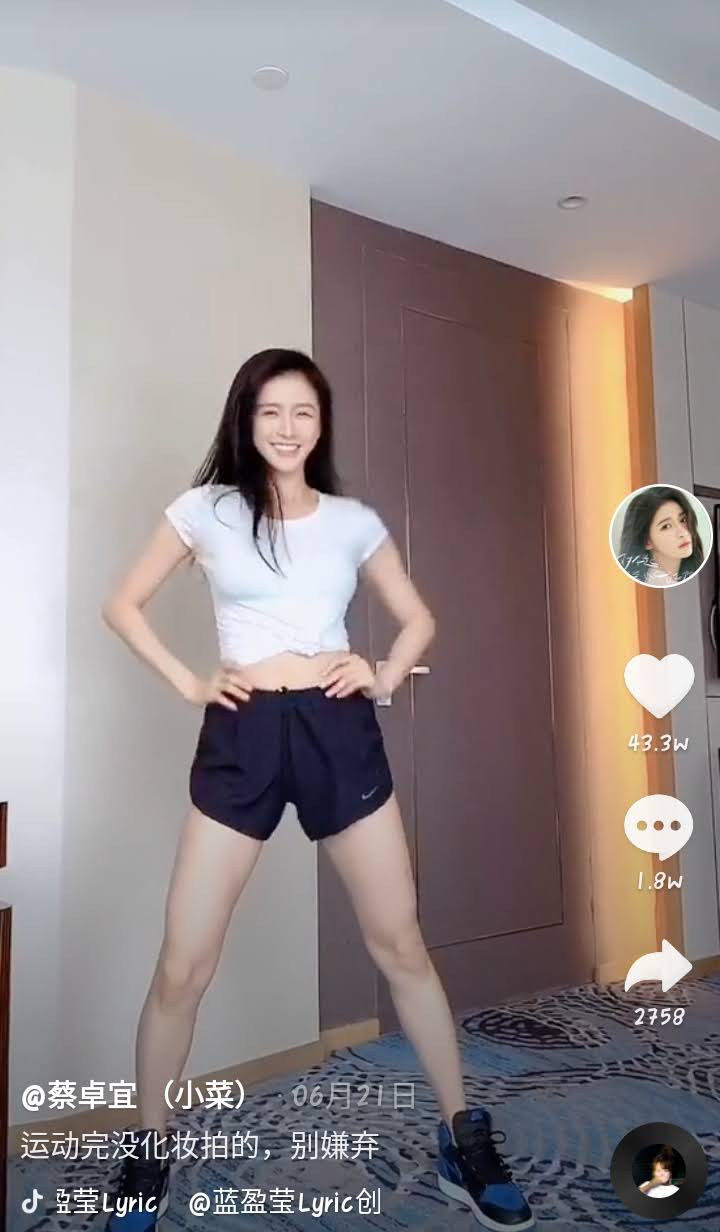 43.3w
1.8w
2758
@蔡卓宜 （小菜） · 06月21日
运动完没化妆拍的，别嫌弃
莹Lyric @蓝盈莹Lyric创